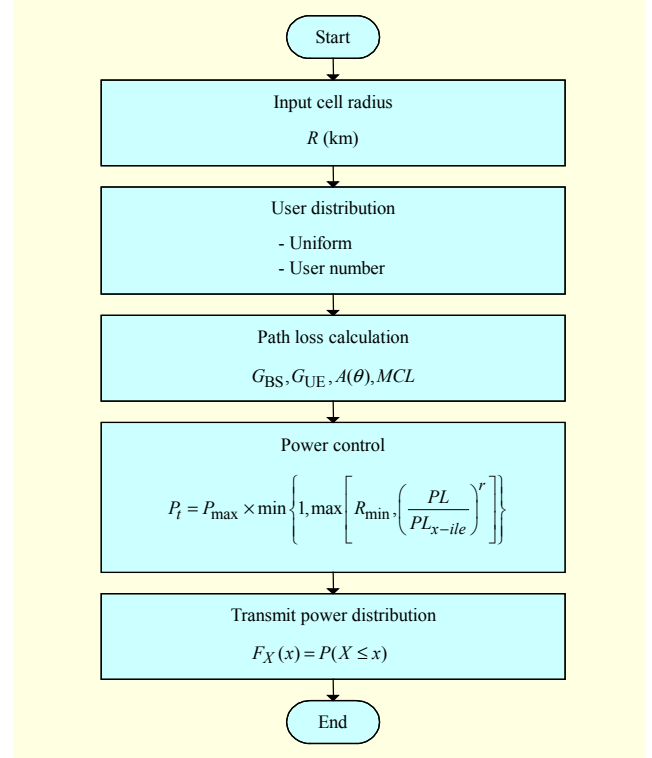 Start
Input cell radius
R (km)
User distribution
- Uniform
- User number
Path loss calculation
G_BS, G_UE, A(θ), MCL
Power control
P_t = P_max × min{1, max[R_min, (PL / PL_x−ile)^r]}
Transmit power distribution
F_X(x) = P(X ≤ x)
End